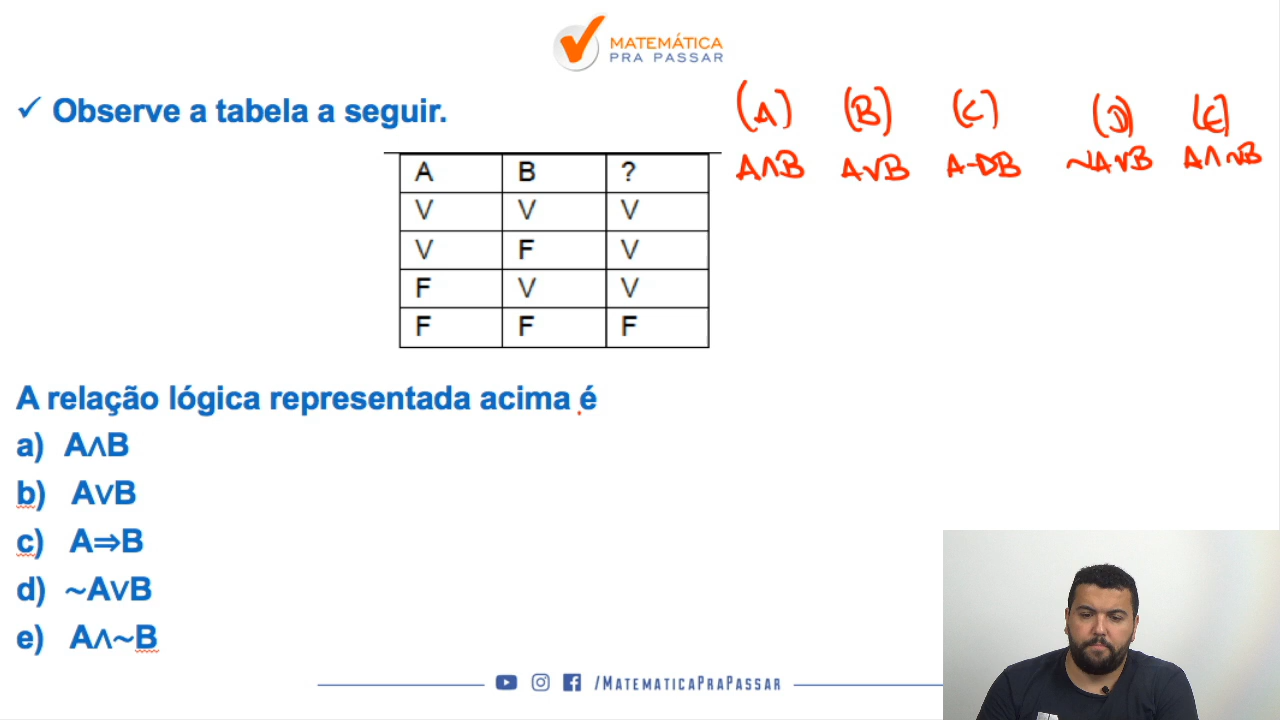 MATEMÁTICA
PRA PASSAR
✓ Observe a tabela a seguir.
(A) (B) (C) (D) (E)
A∧B A∨B A→B ~A∨B A∧~B
A B ?
V V V
V F V
F V V
F F F
A relação lógica representada acima é
a) A∧B
b) A∨B
c) A⇒B
d) ~A∨B
e) A∧~B
/MATEMATICAPRAPASSAR